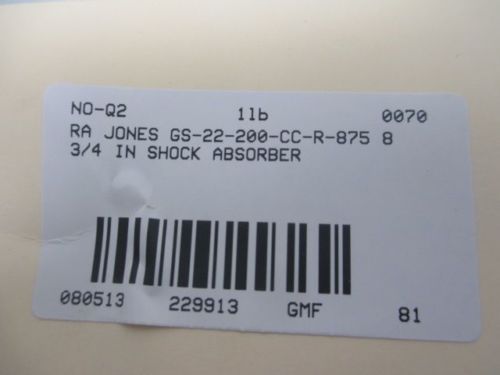 NO-Q2 1lb 0070
RA JONES GS-22-200-CC-R-875 8
3/4 IN SHOCK ABSORBER
080513 229913 GMF 81